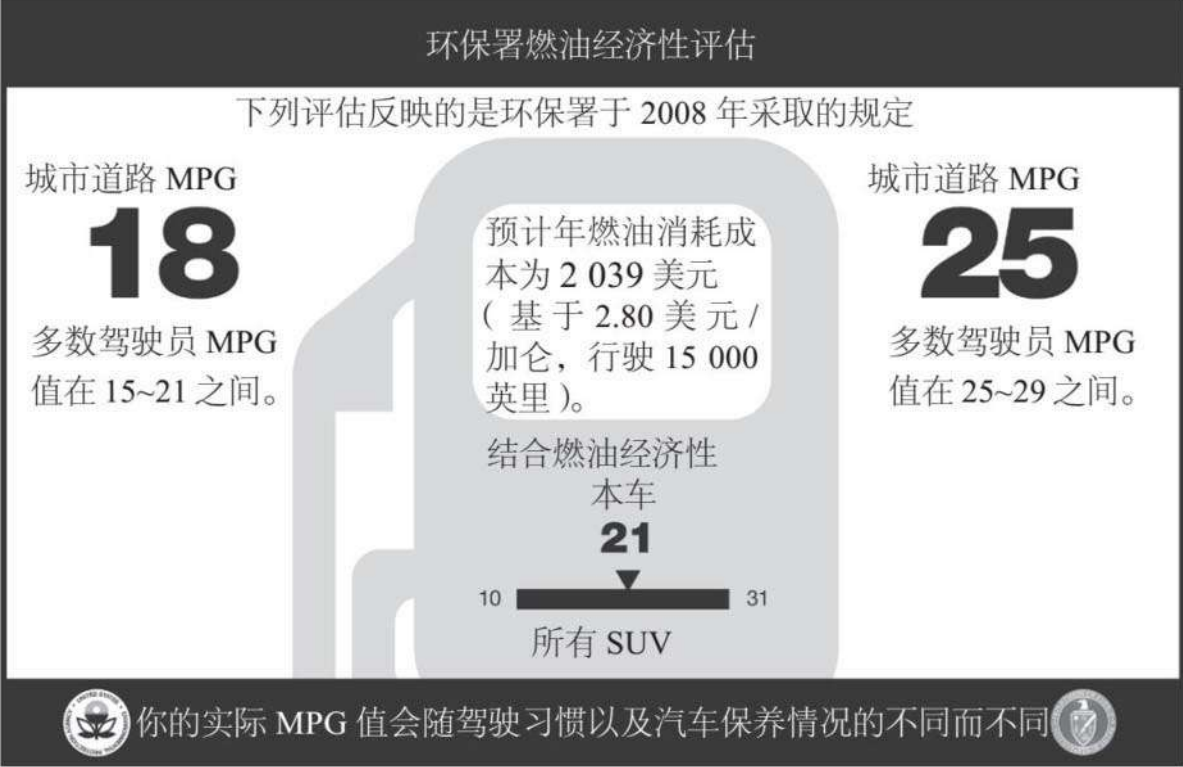 环保署燃油经济性评估
下列评估反映的是环保署于 2008 年采取的规定
城市道路 MPG
18
多数驾驶员 MPG
值在 15~21 之间。
预计年燃油消耗成
本为 2 039 美元
( 基 于 2.80 美 元 /
加仑，行驶 15 000
英里 )。
结合燃油经济性
本车
21
10
31
所有 SUV
城市道路 MPG
25
多数驾驶员 MPG
值在 25~29 之间。
你的实际 MPG 值会随驾驶习惯以及汽车保养情况的不同而不同